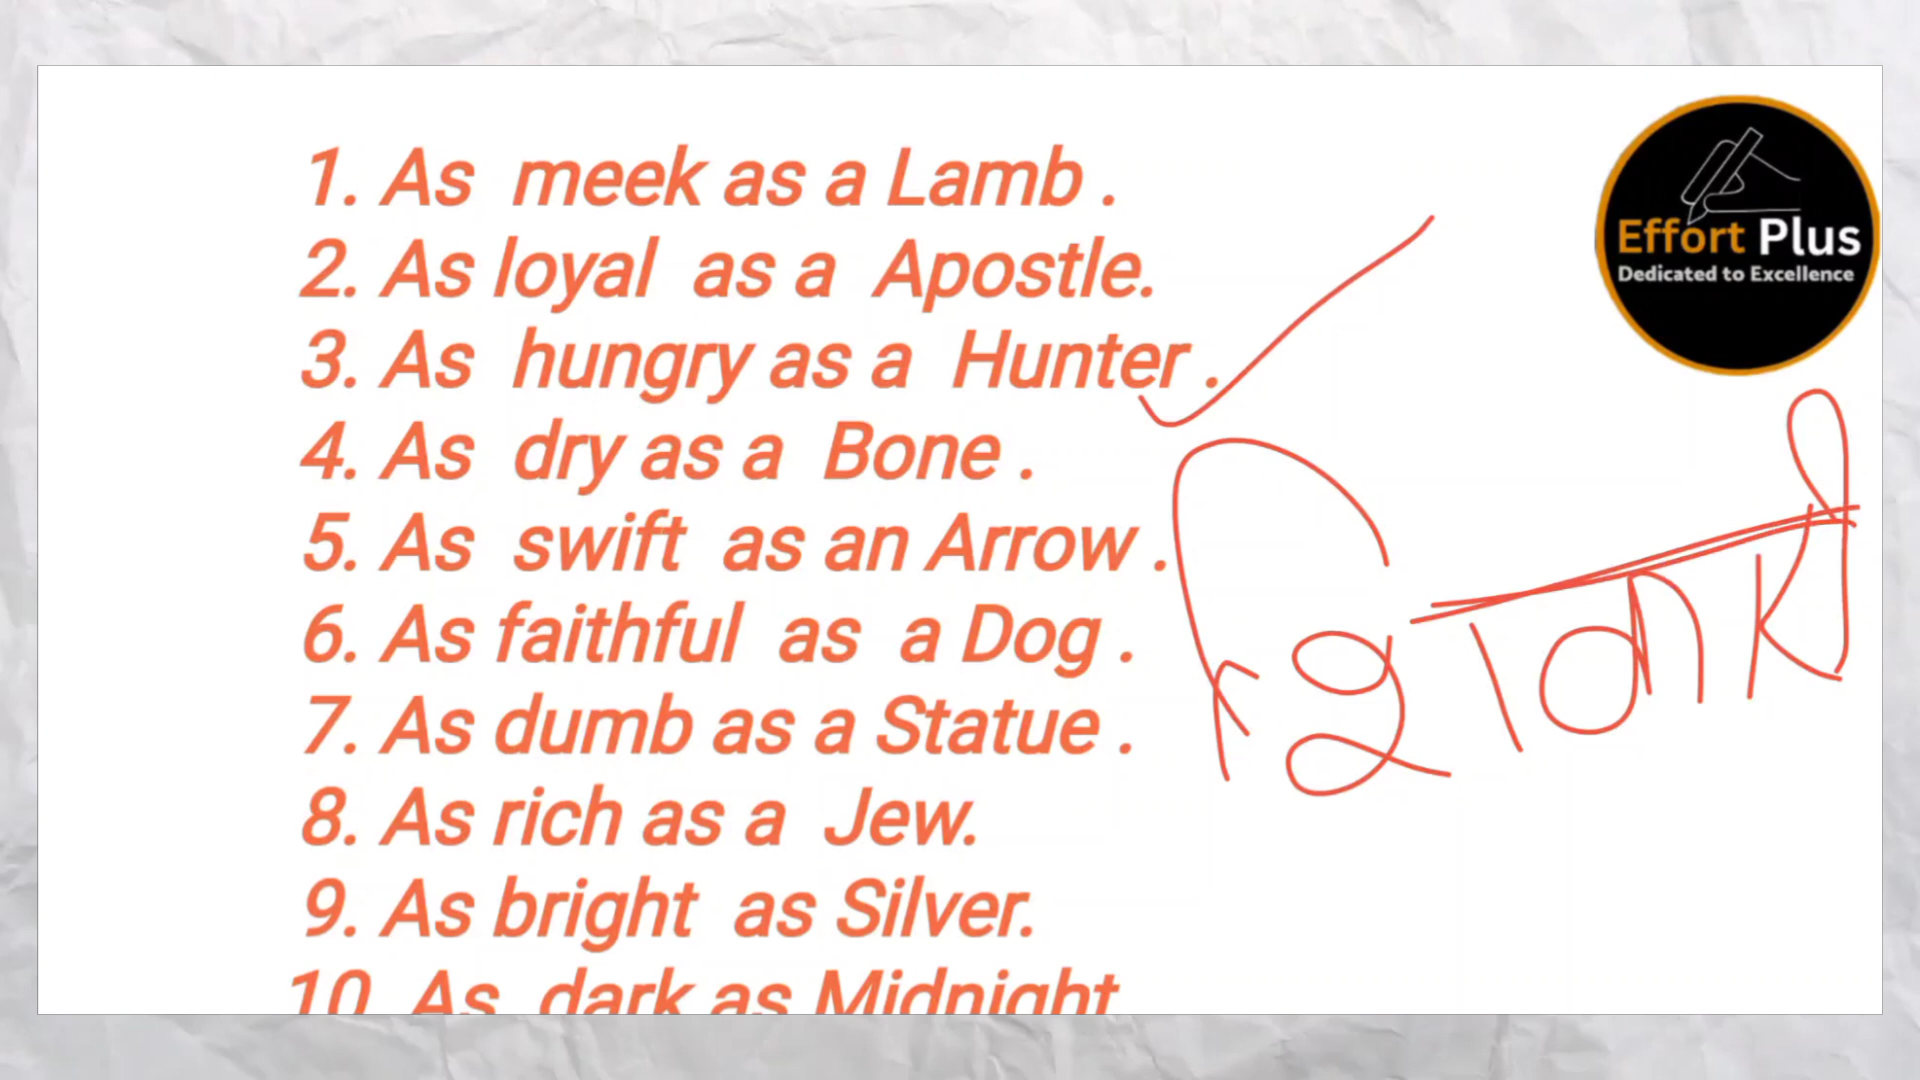 1. As meek as a Lamb .
2. As loyal as a Apostle.
3. As hungry as a Hunter .
4. As dry as a Bone .
5. As swift as an Arrow .
6. As faithful as a Dog .
7. As dumb as a Statue .
8. As rich as a Jew.
9. As bright as Silver.
10. As dark as Midnight
Effort Plus
Dedicated to Excellence